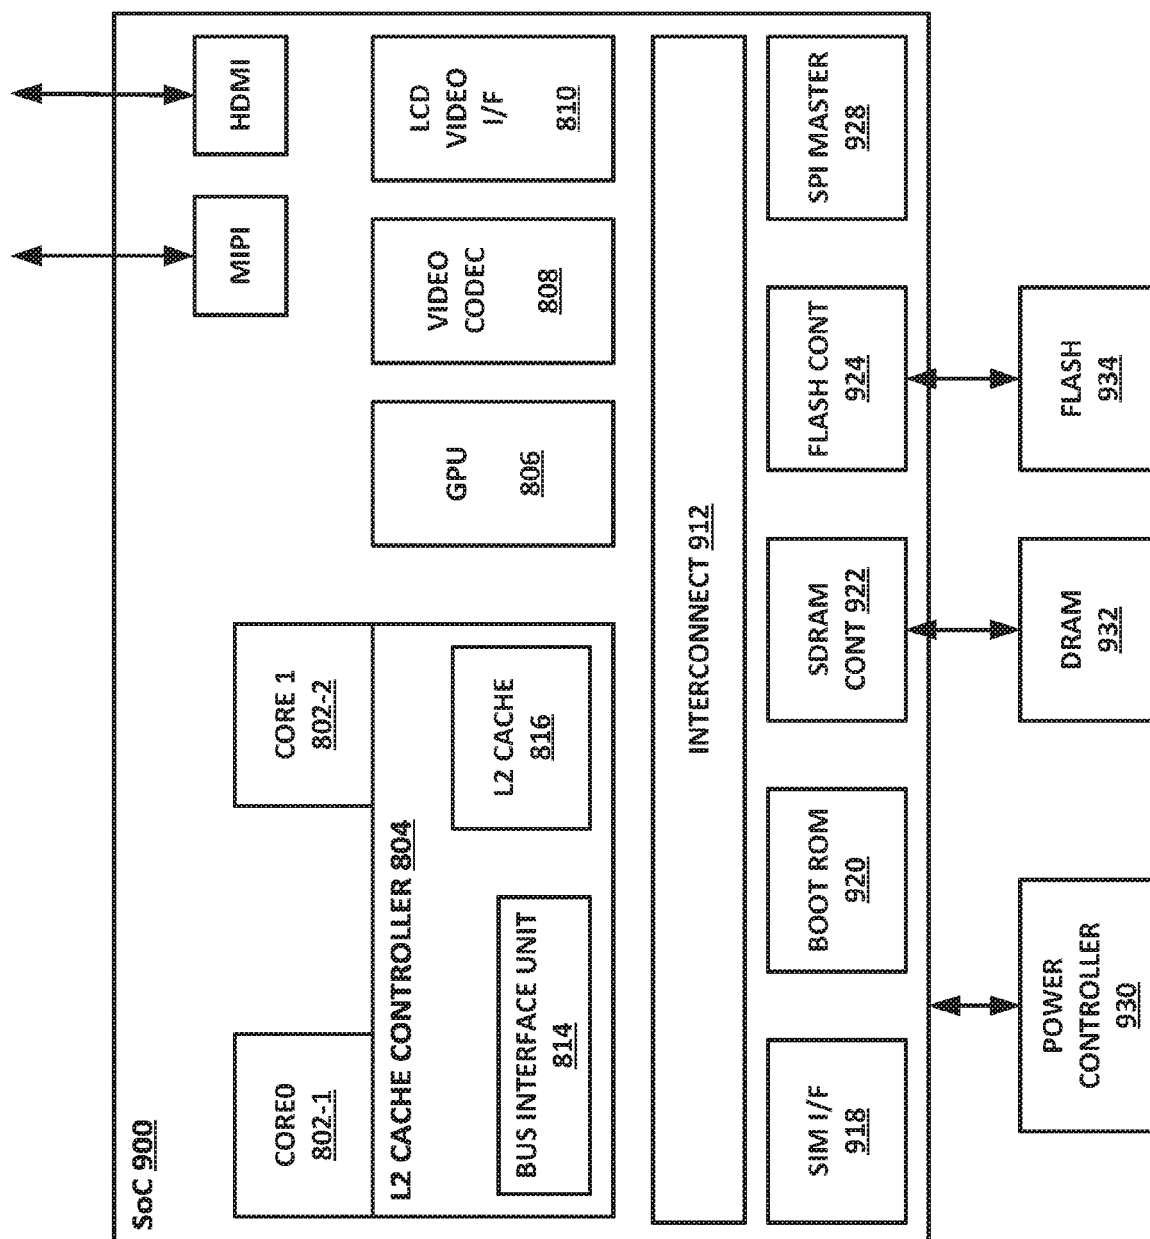 SoC 900
CORE0
802-1
CORE 1
802-2
MIPI
HDMI
L2 CACHE CONTROLLER 804
BUS INTERFACE UNIT
814
L2 CACHE
816
GPU
806
VIDEO
CODEC
808
LCD
VIDEO
I/F
810
INTERCONNECT 912
SIM I/F
918
BOOT ROM
920
SDRAM
CONT 922
FLASH CONT
924
SPI MASTER
928
POWER
CONTROLLER
930
DRAM
932
FLASH
934